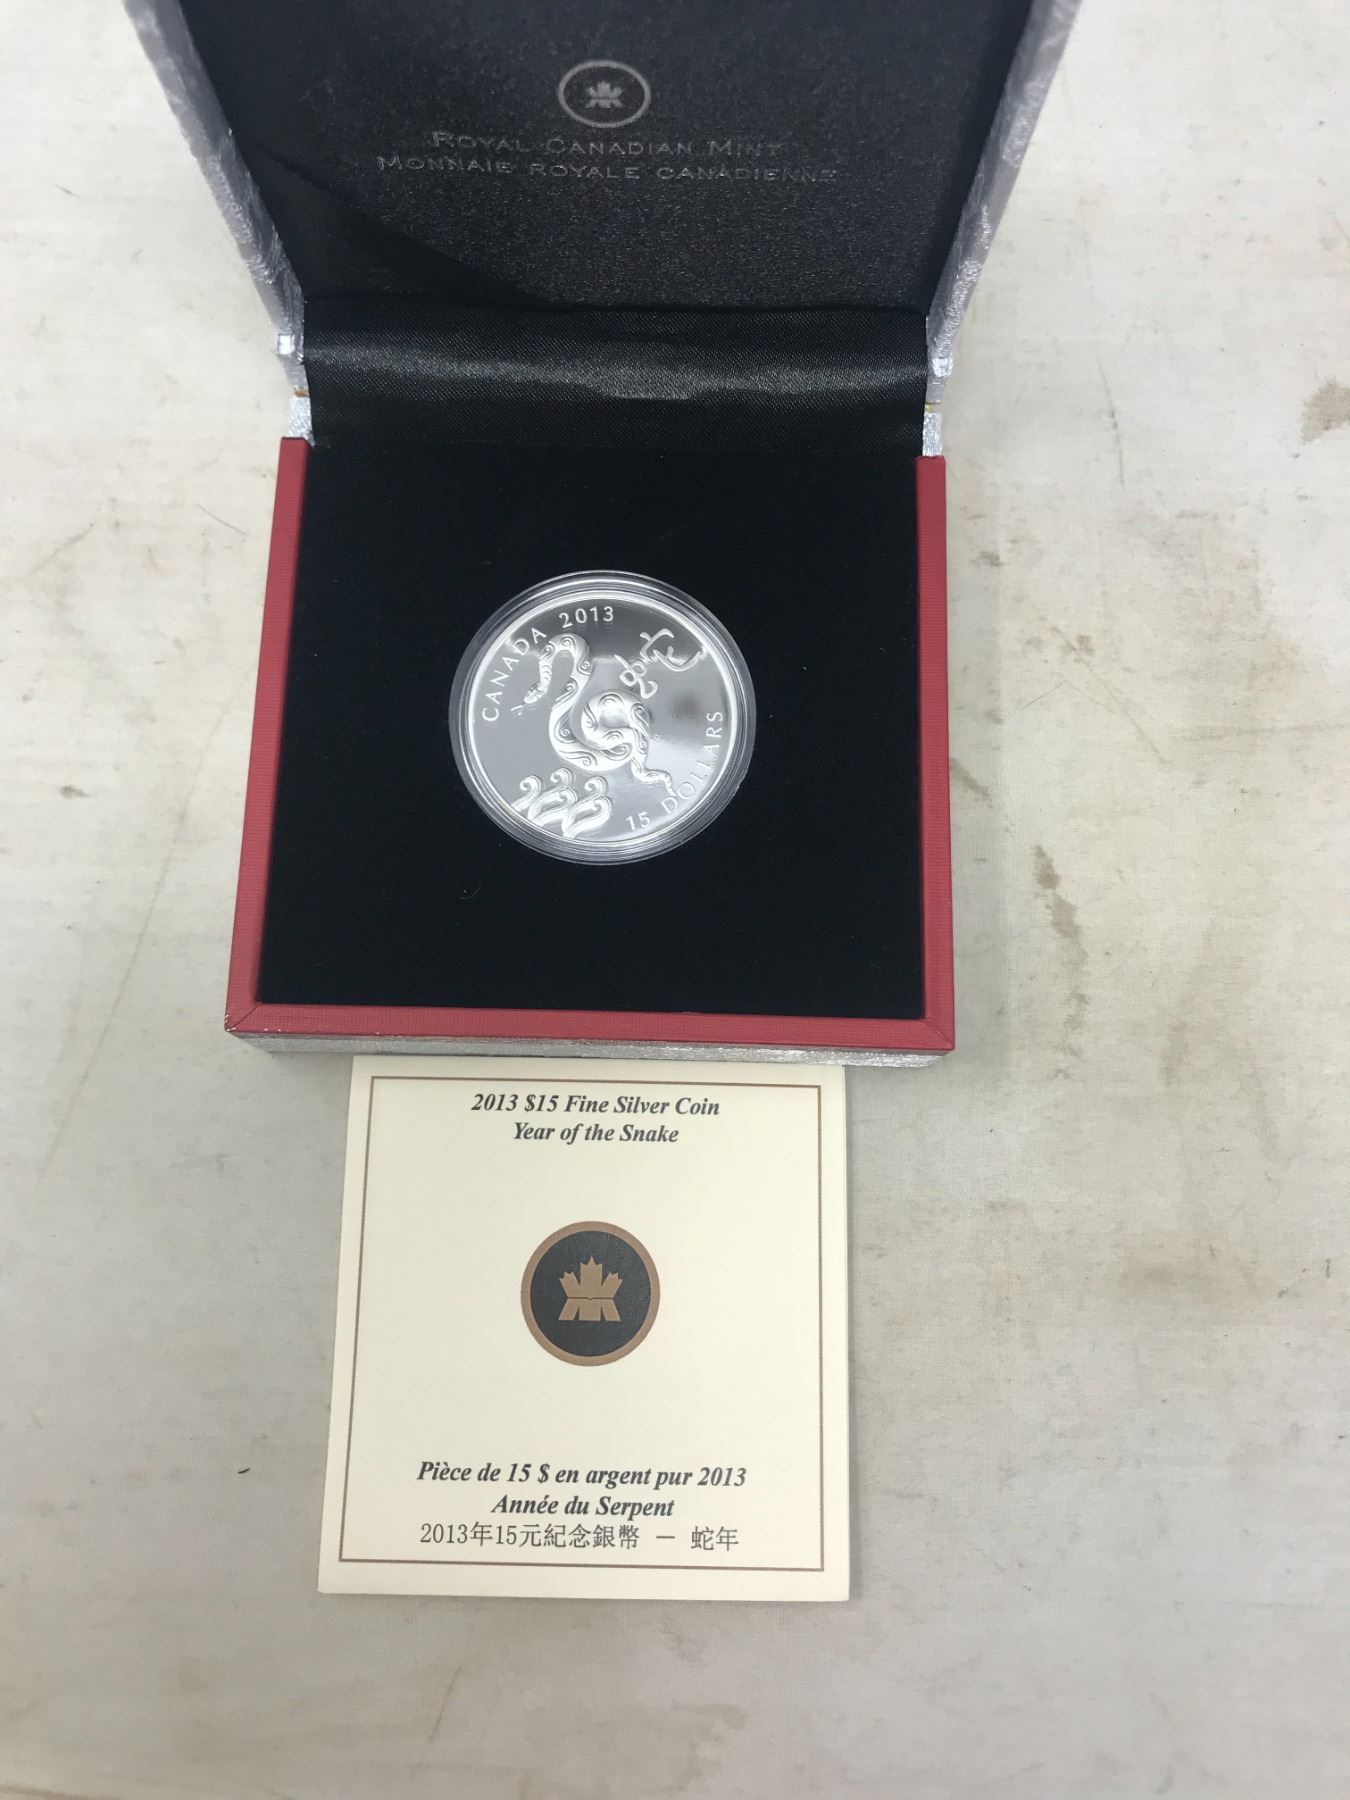 ROYAL CANADIAN MINT
MONNAIE ROYALE CANADIENNE
CANADA 2013
蛇
15 DOLLARS
2013 $15 Fine Silver Coin
Year of the Snake
Pièce de 15 $ en argent pur 2013
Année du Serpent
2013年15元紀念銀幣 － 蛇年